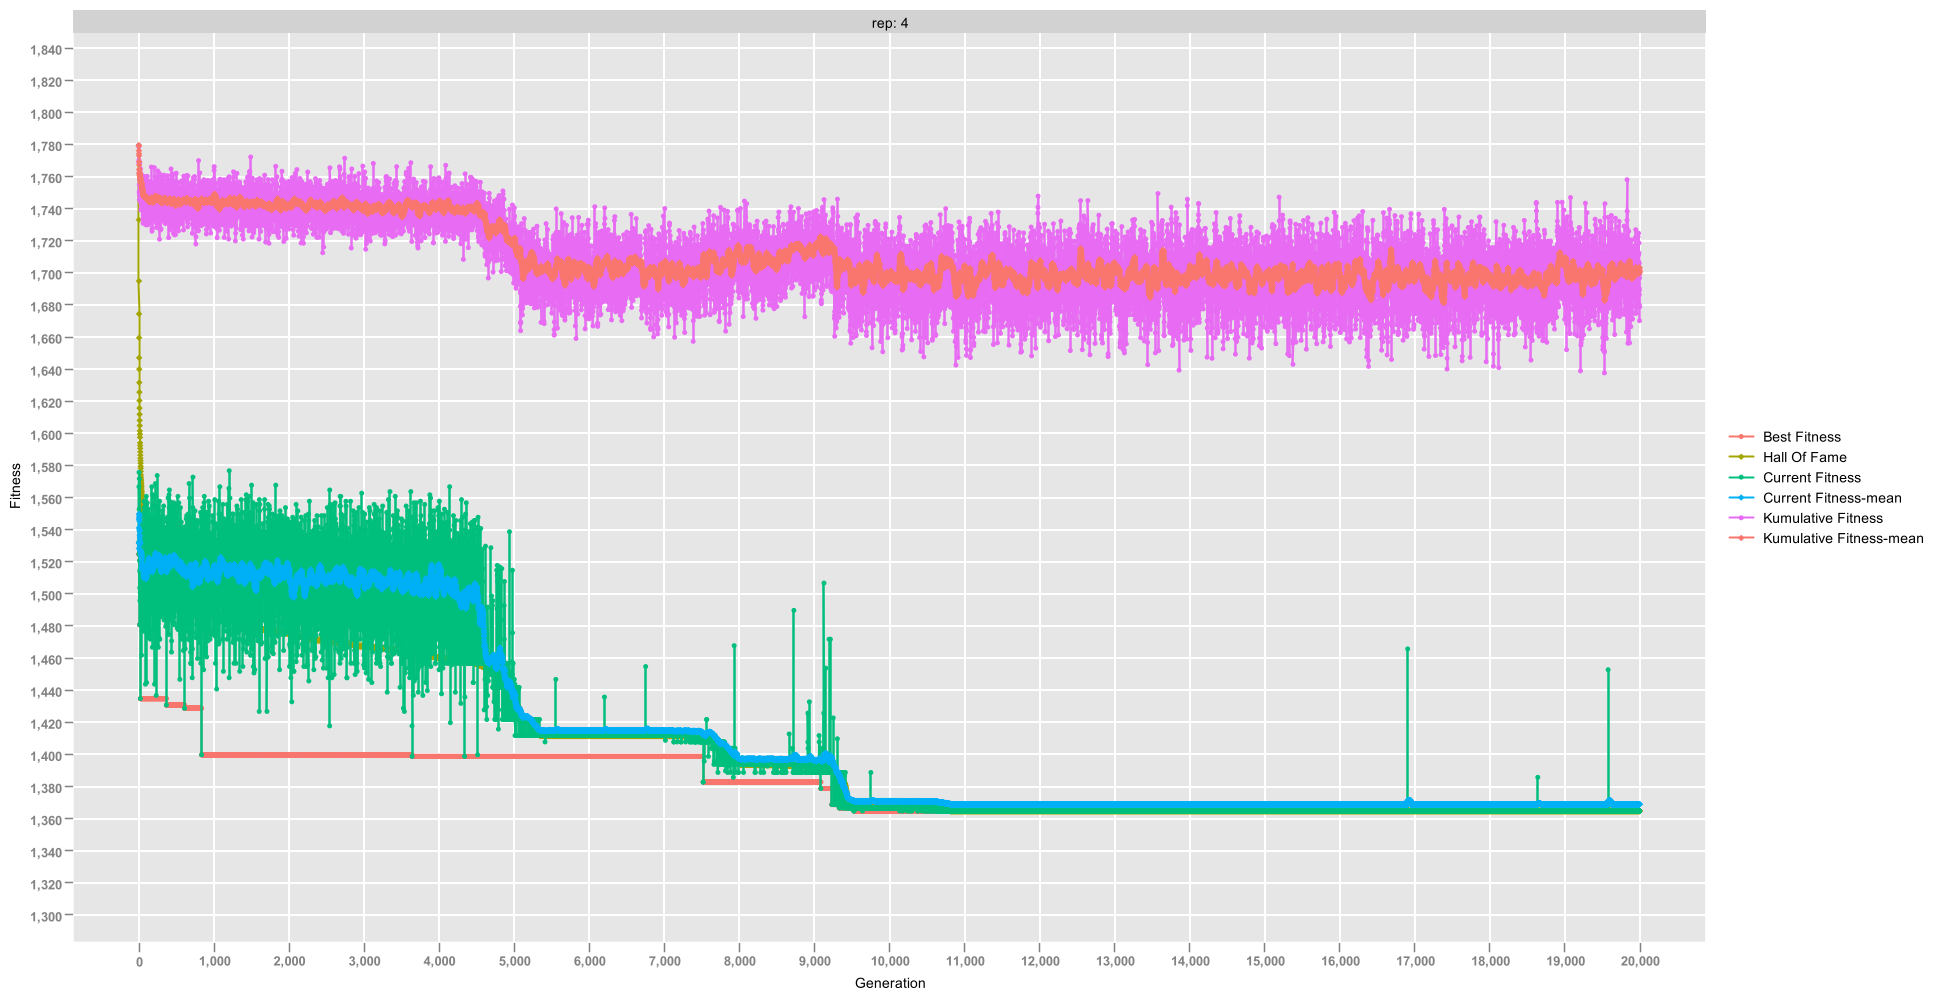 rep: 4
1,840
1,820
1,800
1,780
1,760
1,740
1,720
1,700
1,680
1,660
1,640
1,620
1,600
1,580
1,560
1,540
1,520
1,500
1,480
1,460
1,440
1,420
1,400
1,380
1,360
1,340
1,320
1,300
Fitness
0 1,000 2,000 3,000 4,000 5,000 6,000 7,000 8,000 9,000 10,000 11,000 12,000 13,000 14,000 15,000 16,000 17,000 18,000 19,000 20,000
Generation
Best Fitness
Hall Of Fame
Current Fitness
Current Fitness-mean
Kumulative Fitness
Kumulative Fitness-mean